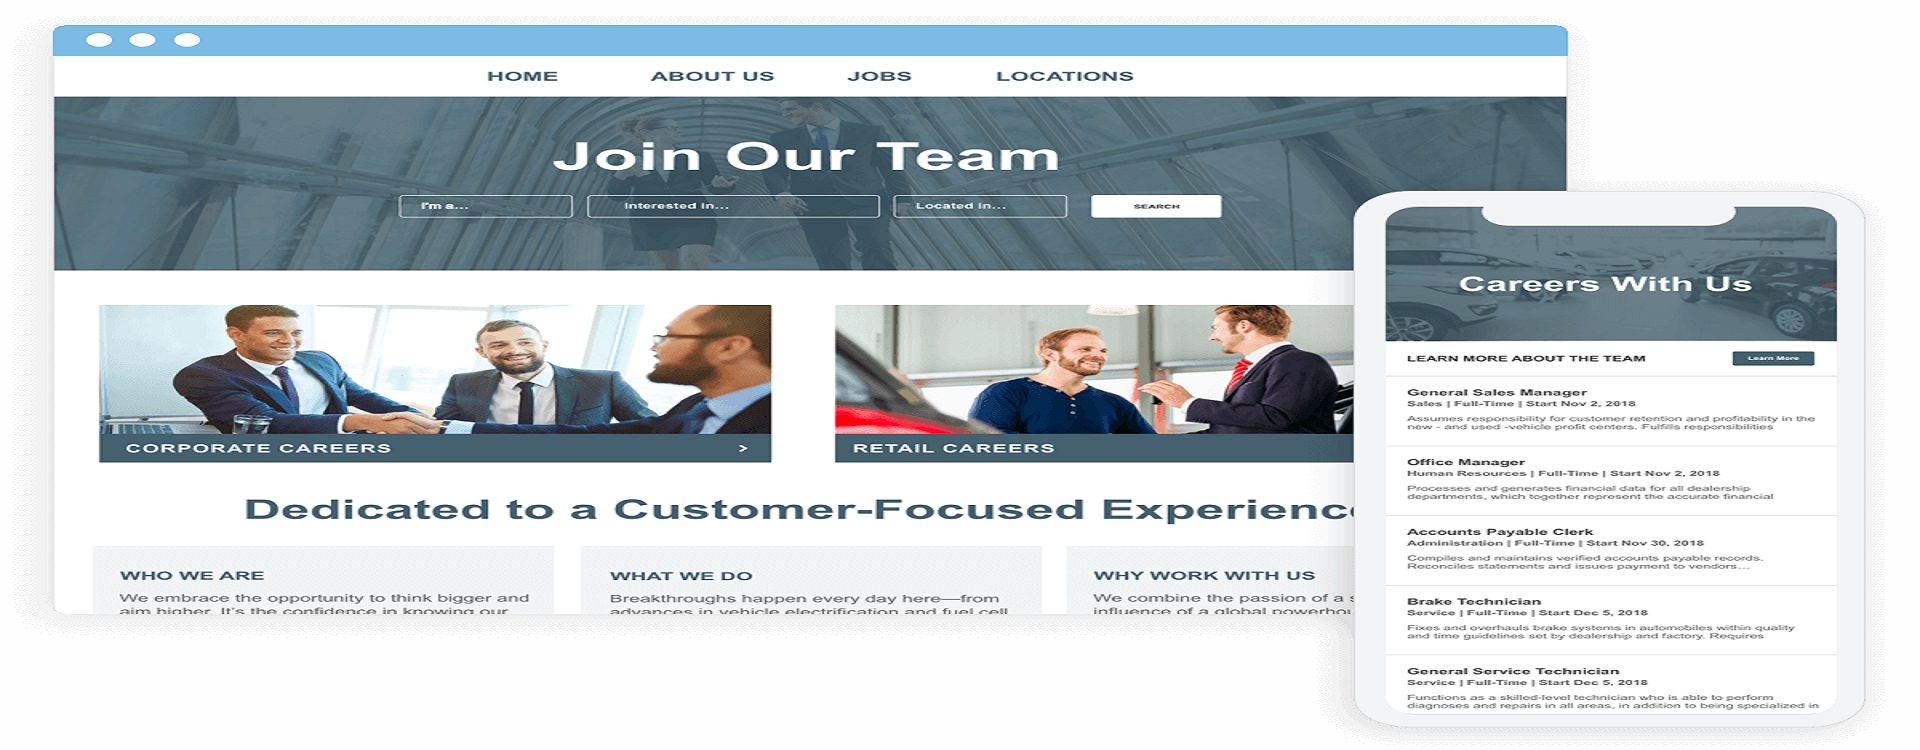 HOME ABOUT US JOBS LOCATIONS
Join Our Team
I'm a... Interested in... Located in... SEARCH
CORPORATE CAREERS >
RETAIL CAREERS
Dedicated to a Customer-Focused Experienc
WHO WE ARE
We embrace the opportunity to think bigger and
aim higher. It's the confidence in knowing our
WHAT WE DO
Breakthroughs happen every day here—from
advances in vehicle electrification and fuel cell
WHY WORK WITH US
We combine the passion of a s
influence of a global powerhou
Careers With Us
LEARN MORE ABOUT THE TEAM Learn More
General Sales Manager
Sales | Full-Time | Start Nov 2, 2018
Assumes responsibility for customer retention and profitability in the
new - and used -vehicle profit centers. Fulfills responsibilities
Office Manager
Human Resources | Full-Time | Start Nov 2, 2018
Processes and generates financial data for all dealership
departments, which together represent the accurate financial
Accounts Payable Clerk
Administration | Full-Time | Start Nov 30, 2018
Compiles and maintains verified accounts payable records.
Reconciles statements and issues payment to vendors...
Brake Technician
Service | Full-Time | Start Dec 5, 2018
Fixes and overhauls brake systems in automobiles within quality
and time guidelines set by dealership and factory. Requires
General Service Technician
Service | Full-Time | Start Dec 5, 2018
Functions as a skilled-level technician who is able to perform
diagnoses and repairs in all areas, in addition to being specialized in